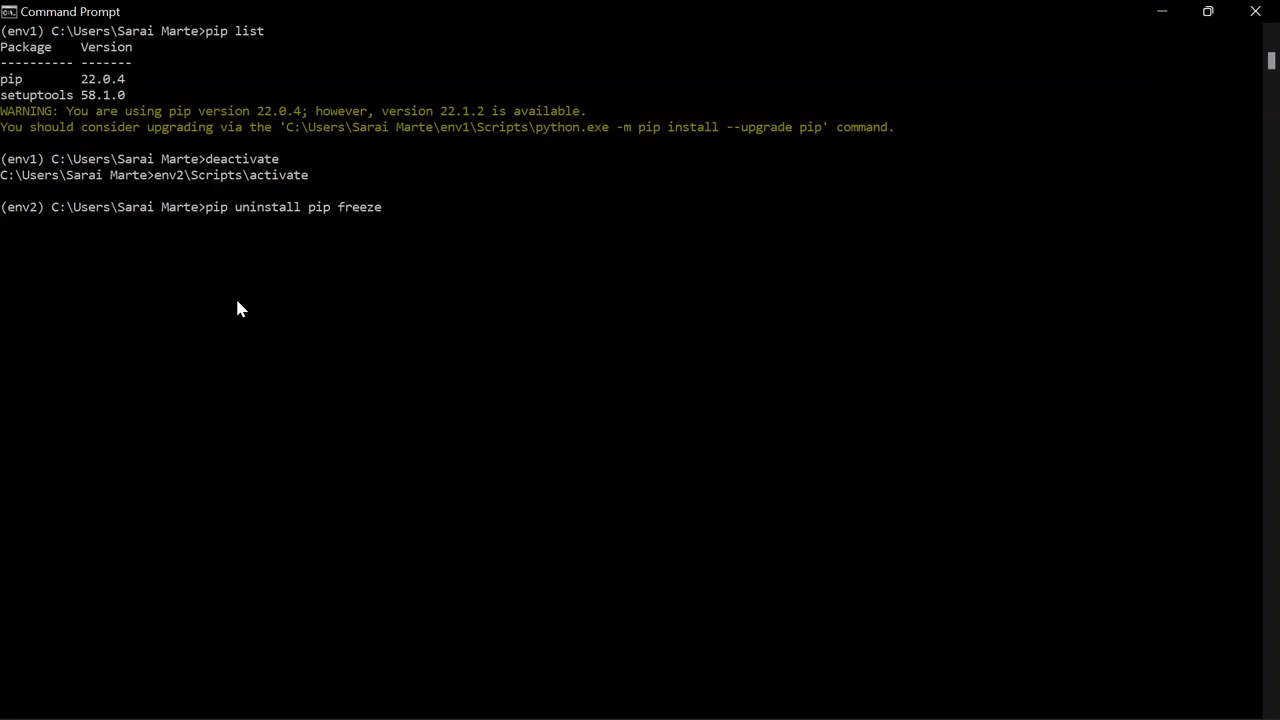 Command Prompt
(env1) C:\Users\Sarai Marte>pip list
Package    Version
---------- -------
pip        22.0.4
setuptools 58.1.0
WARNING: You are using pip version 22.0.4; however, version 22.1.2 is available.
You should consider upgrading via the 'C:\Users\Sarai Marte\env1\Scripts\python.exe -m pip install --upgrade pip' command.
(env1) C:\Users\Sarai Marte>deactivate
C:\Users\Sarai Marte>env2\Scripts\activate
(env2) C:\Users\Sarai Marte>pip uninstall pip freeze